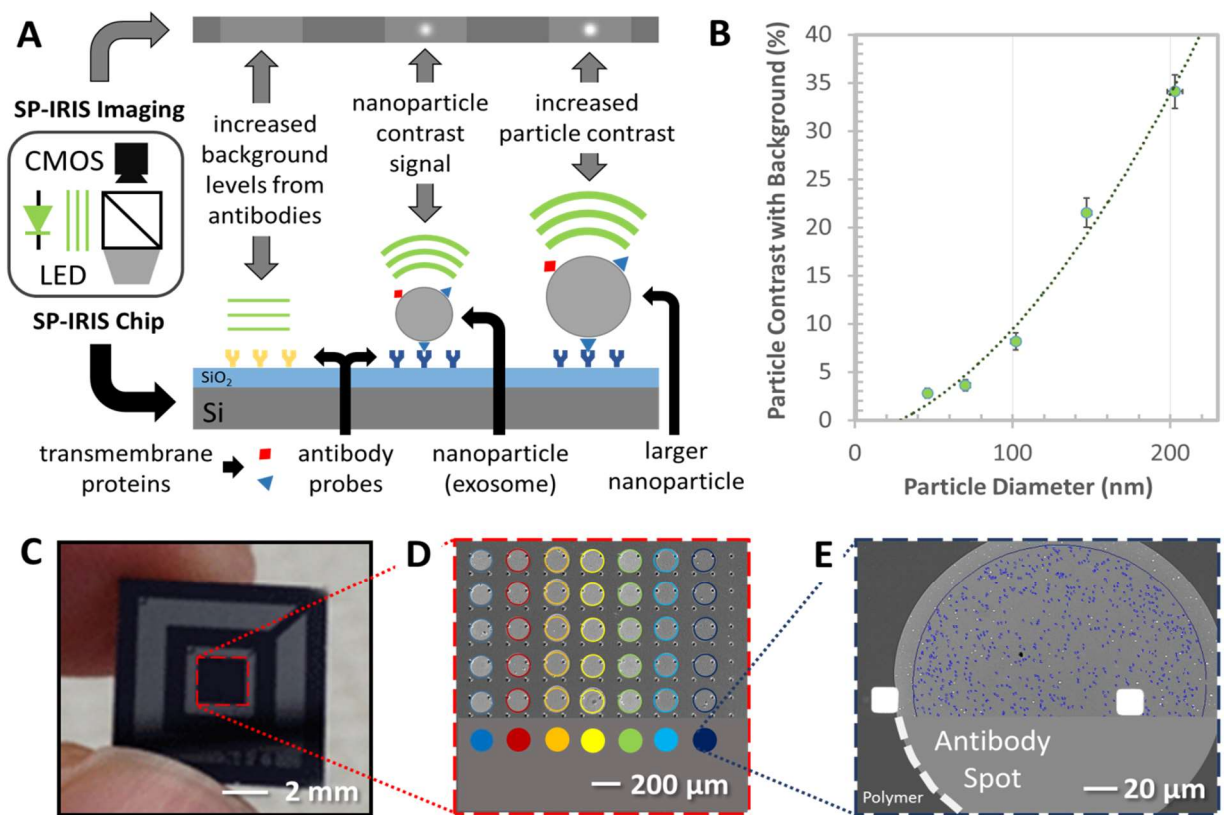 A
SP-IRIS Imaging
CMOS
LED
SP-IRIS Chip
increased
background
levels from
antibodies
nanoparticle
contrast
signal
increased
particle contrast
SiO₂
Si
transmembrane
proteins
antibody
probes
nanoparticle
(exosome)
larger
nanoparticle
B
Particle Contrast with Background (%)
40
35
30
25
20
15
10
5
0
0 100 200
Particle Diameter (nm)
C
2 mm
D
200 µm
E
Antibody
Spot
Polymer
20 µm